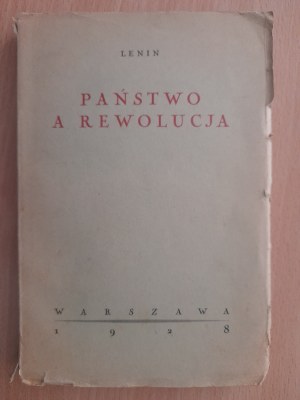 LENIN
PAŃSTWO
A REWOLUCJA
WARSZAWA
1928